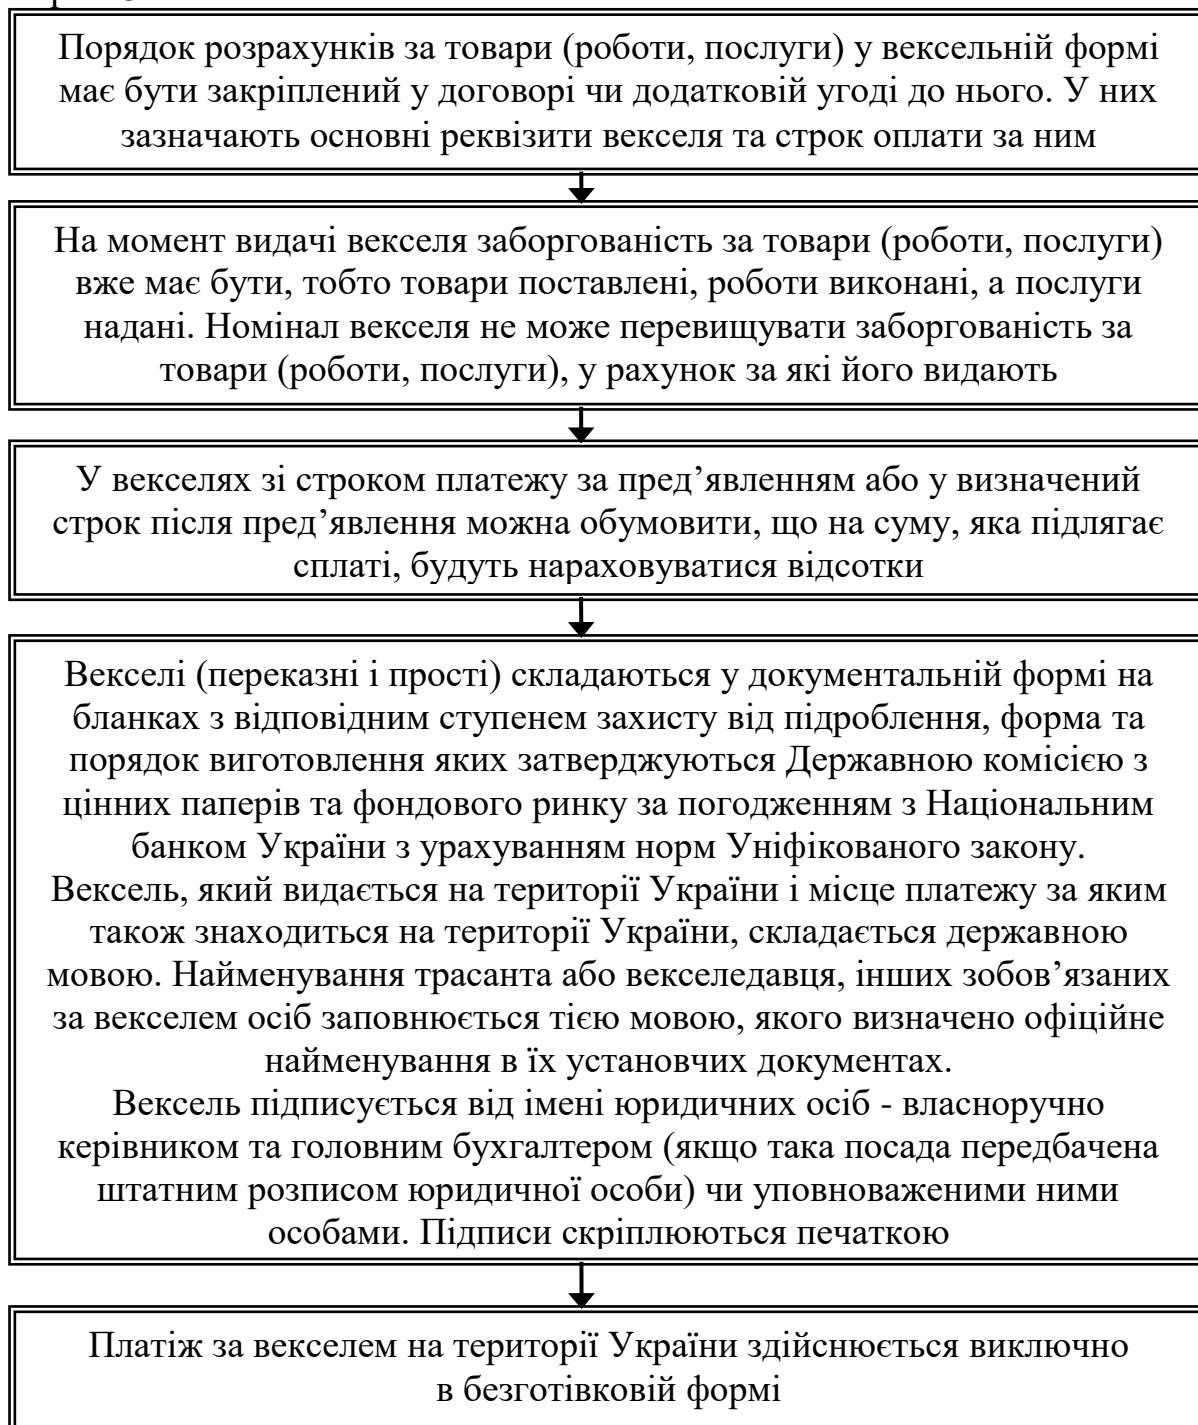 Порядок розрахунків за товари (роботи, послуги) у вексельній формі
має бути закріплений у договорі чи додатковій угоді до нього. У них
зазначають основні реквізити векселя та строк оплати за ним
На момент видачі векселя заборгованість за товари (роботи, послуги)
вже має бути, тобто товари поставлені, роботи виконані, а послуги
надані. Номінал векселя не може перевищувати заборгованість за
товари (роботи, послуги), у рахунок за які його видають
У векселях зі строком платежу за пред’явленням або у визначений
строк після пред’явлення можна обумовити, що на суму, яка підлягає
сплаті, будуть нараховуватися відсотки
Векселі (переказні і прості) складаються у документальній формі на
бланках з відповідним ступенем захисту від підроблення, форма та
порядок виготовлення яких затверджуються Державною комісією з
цінних паперів та фондового ринку за погодженням з Національним
банком України з урахуванням норм Уніфікованого закону.
Вексель, який видається на території України і місце платежу за яким
також знаходиться на території України, складається державною
мовою. Найменування трасанта або векселедавця, інших зобов’язаних
за векселем осіб заповнюється тією мовою, якого визначено офіційне
найменування в їх установчих документах.
Вексель підписується від імені юридичних осіб - власноручно
керівником та головним бухгалтером (якщо така посада передбачена
штатним розписом юридичної особи) чи уповноваженими ними
особами. Підписи скріплюються печаткою
Платіж за векселем на території України здійснюється виключно
в безготівковій формі